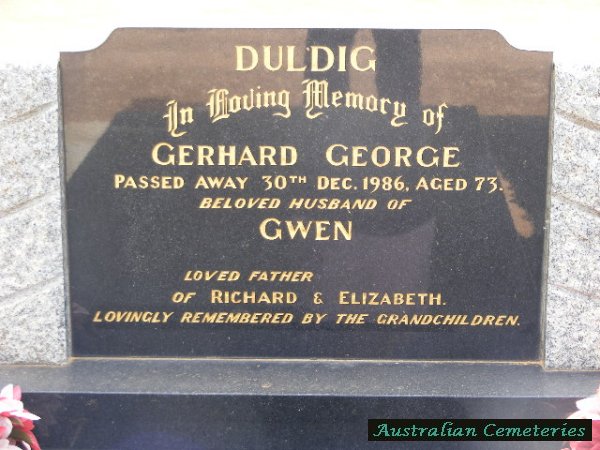 DULDIG
In Loving Memory of
GERHARD GEORGE
PASSED AWAY 30TH DEC. 1986, AGED 73.
BELOVED HUSBAND OF
GWEN
LOVED FATHER
OF RICHARD & ELIZABETH.
LOVINGLY REMEMBERED BY THE GRANDCHILDREN.
Australian Cemeteries